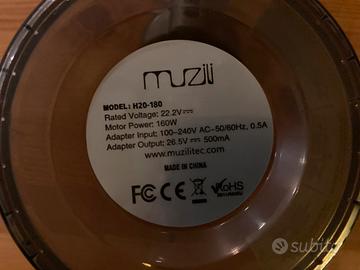 muzili
MODEL: H20-180
Rated Voltage: 22.2V⎓
Motor Power: 160W
Adapter Input: 100-240V AC-50/60Hz, 0.5A
Adapter Output: 26.5V⎓ 500mA
www.muzilitec.com
MADE IN CHINA
FC CE RoHS
subito